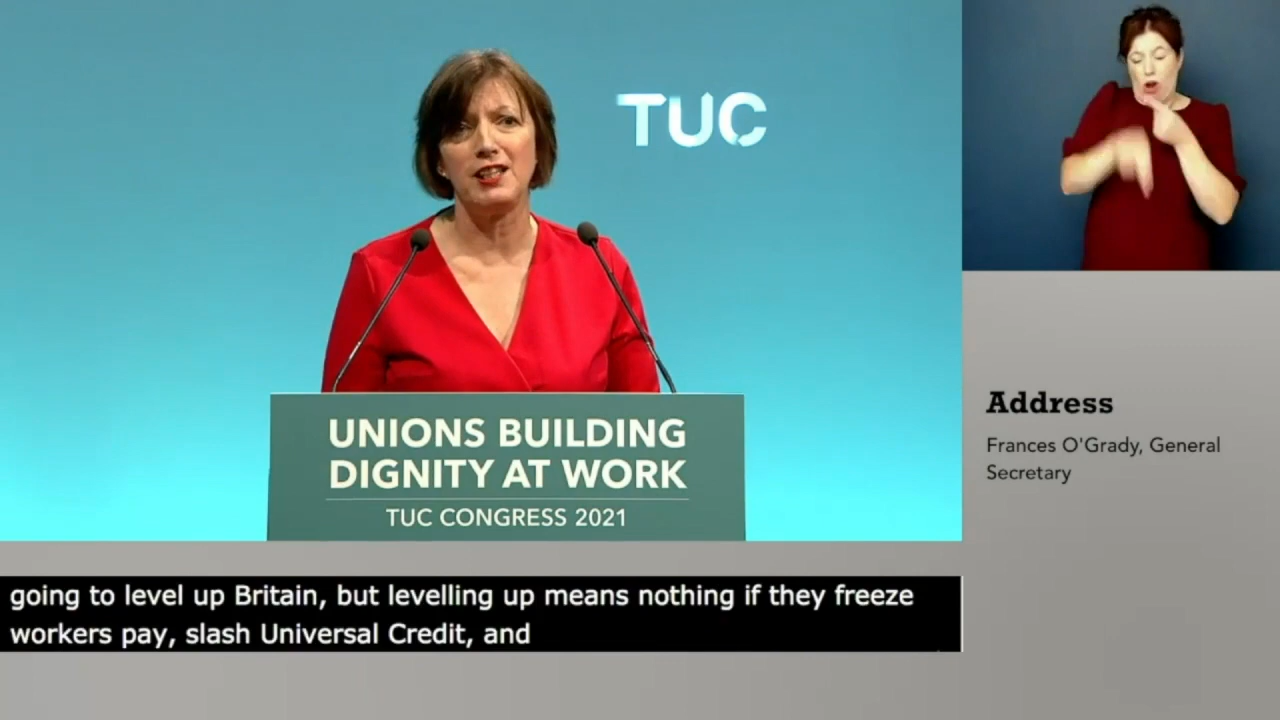 TUC
UNIONS BUILDING
DIGNITY AT WORK
TUC CONGRESS 2021
Address
Frances O'Grady, General
Secretary
going to level up Britain, but levelling up means nothing if they freeze
workers pay, slash Universal Credit, and